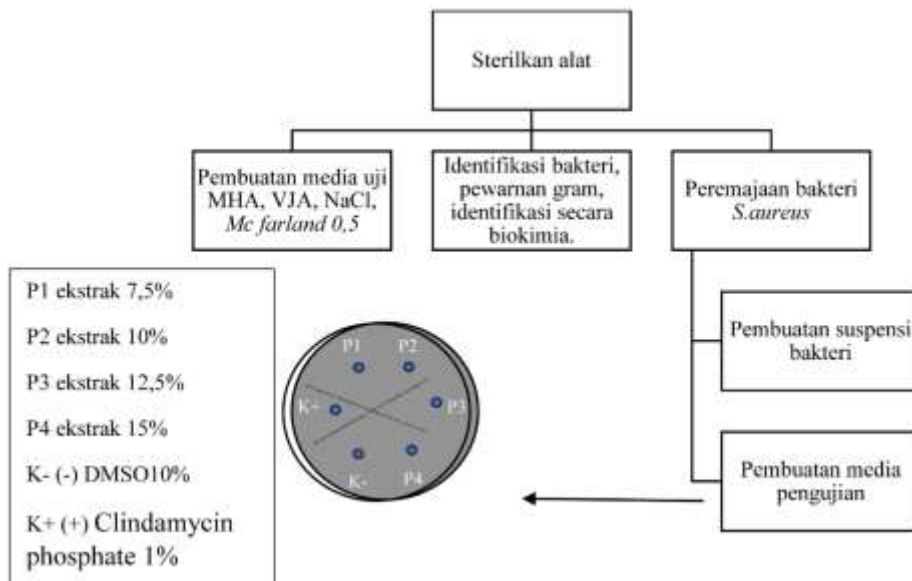 Sterilkan alat
Pembuatan media uji
MHA, VJA, NaCl,
Mc farland 0,5
Identifikasi bakteri,
pewarnan gram,
identifikasi secara
biokimia.
Peremajaan bakteri
S.aureus
Pembuatan suspensi
bakteri
Pembuatan media
pengujian
P1 ekstrak 7,5%
P2 ekstrak 10%
P3 ekstrak 12,5%
P4 ekstrak 15%
K- (-) DMSO10%
K+ (+) Clindamycin
phosphate 1%
P1
P2
K+
P3
K-
P4